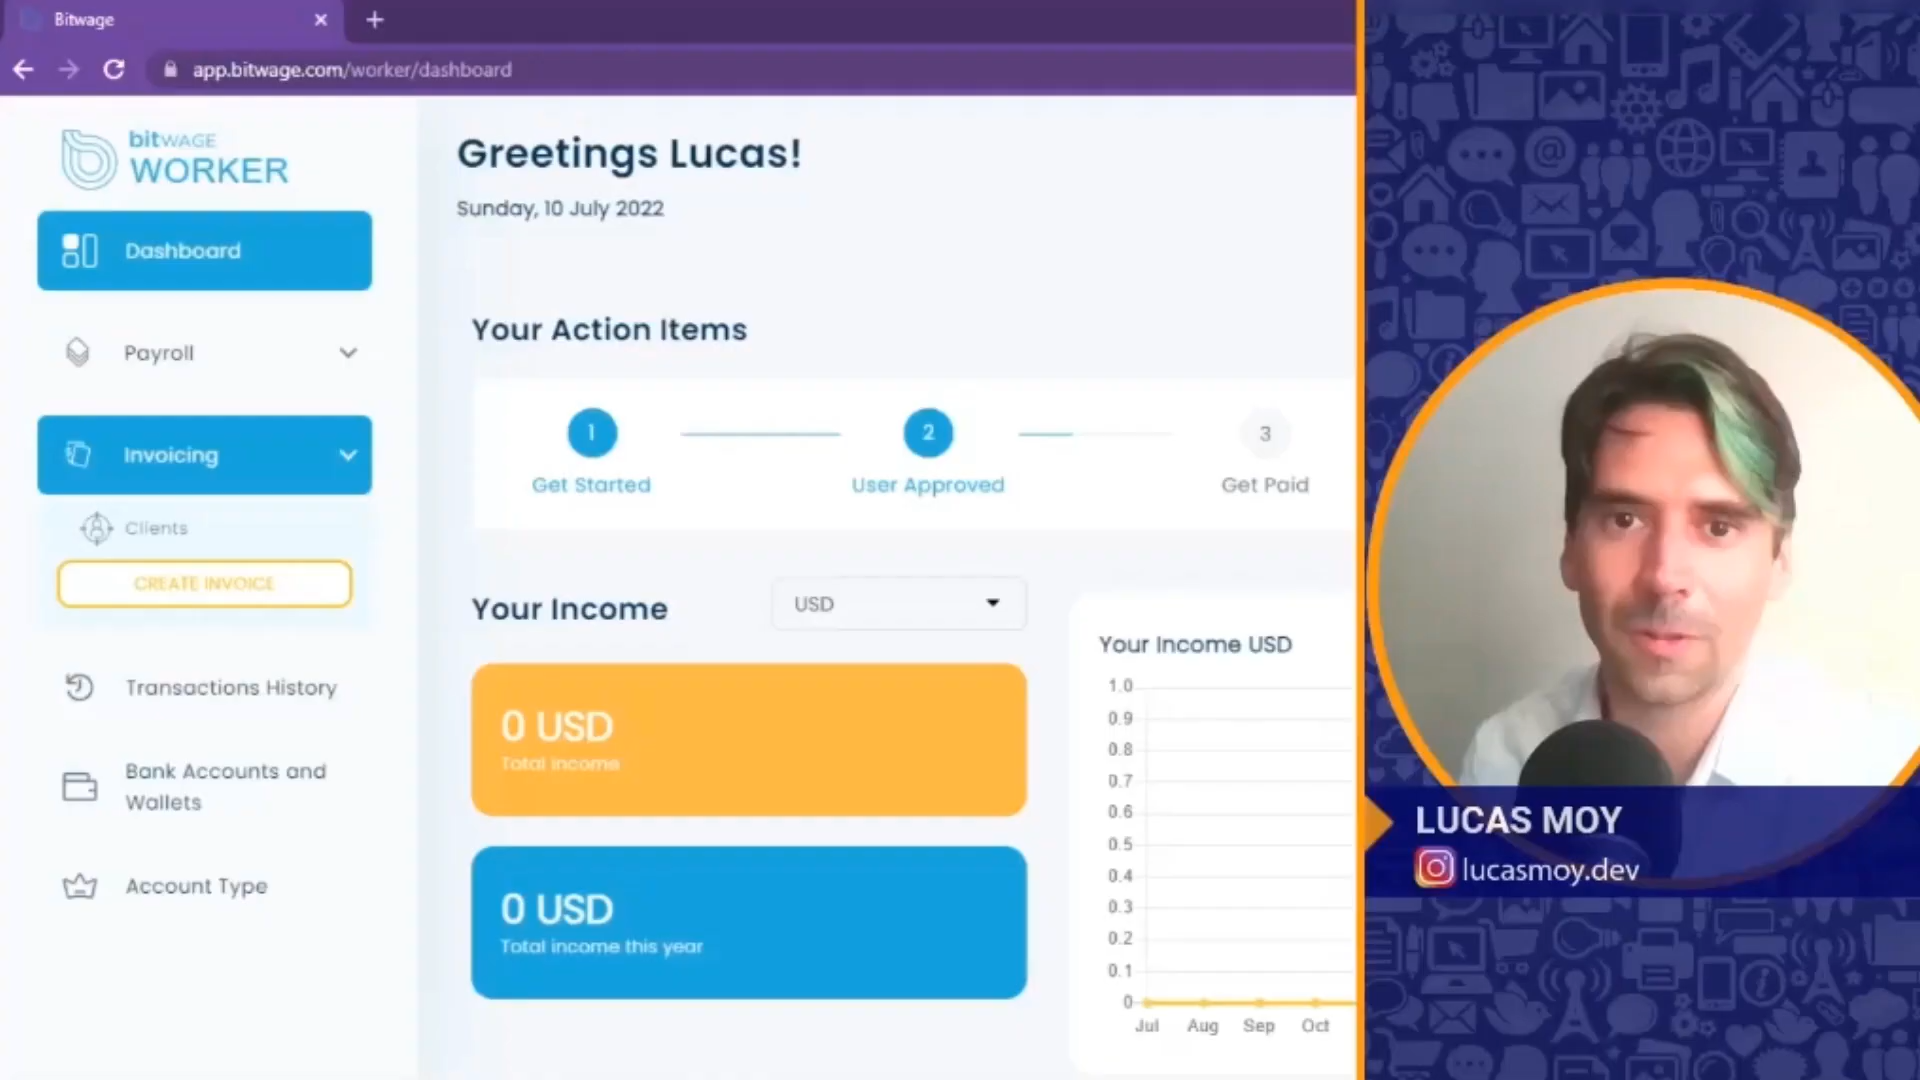 Bitwage
app.bitwage.com/worker/dashboard
bitWAGE
WORKER
Dashboard
Payroll
Invoicing
Clients
CREATE INVOICE
Transactions History
Bank Accounts and
Wallets
Account Type
Greetings Lucas!
Sunday, 10 July 2022
Your Action Items
1
Get Started
2
User Approved
3
Get Paid
Your Income
USD
0 USD
Total income
0 USD
Total income this year
Your Income USD
1.0
0.9
0.8
0.7
0.6
0.5
0.4
0.3
0.2
0.1
0
Jul Aug Sep Oct
LUCAS MOY
lucasmoy.dev